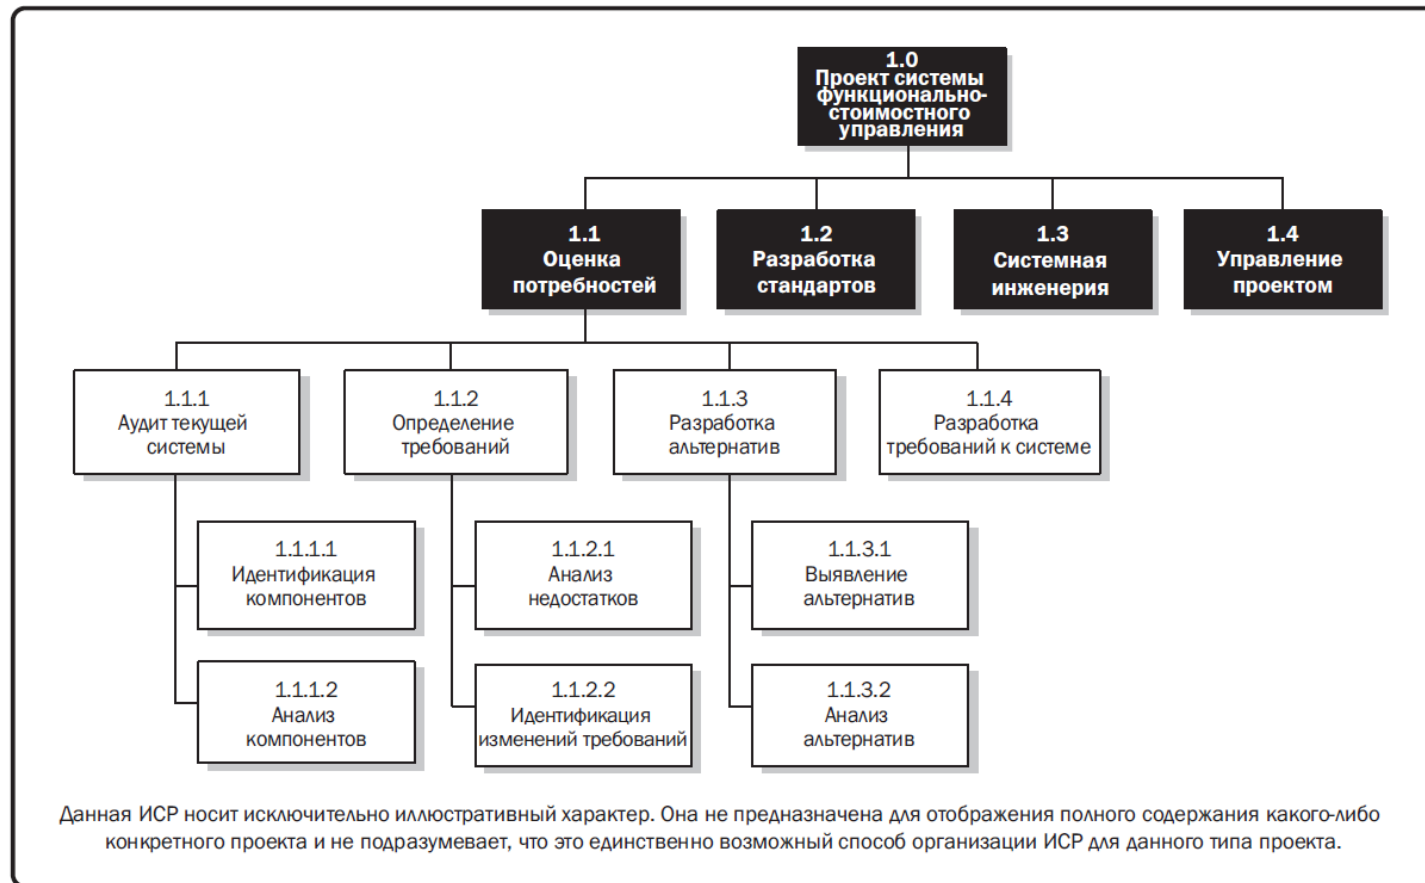 1.0
Проект системы
функционально-
стоимостного
управления
1.1
Оценка
потребностей
1.2
Разработка
стандартов
1.3
Системная
инженерия
1.4
Управление
проектом
1.1.1
Аудит текущей
системы
1.1.2
Определение
требований
1.1.3
Разработка
альтернатив
1.1.4
Разработка
требований к системе
1.1.1.1
Идентификация
компонентов
1.1.2.1
Анализ
недостатков
1.1.3.1
Выявление
альтернатив
1.1.1.2
Анализ
компонентов
1.1.2.2
Идентификация
изменений требований
1.1.3.2
Анализ
альтернатив
Данная ИСР носит исключительно иллюстративный характер. Она не предназначена для отображения полного содержания какого-либо
конкретного проекта и не подразумевает, что это единственно возможный способ организации ИСР для данного типа проекта.